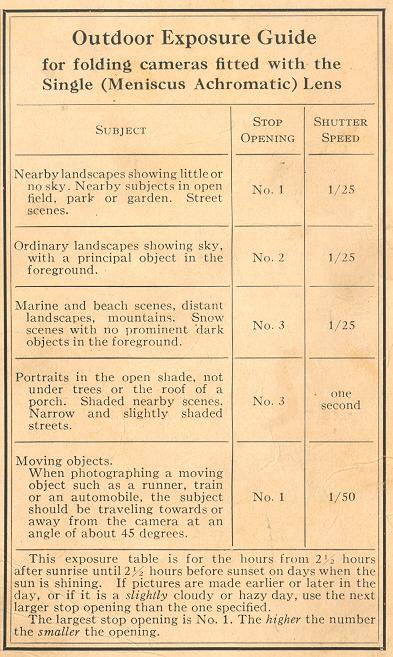 Outdoor Exposure Guide
for folding cameras fitted with the
Single (Meniscus Achromatic) Lens
SUBJECT
STOP OPENING
SHUTTER SPEED
Nearby landscapes showing little or
no sky. Nearby subjects in open
field, park or garden. Street
scenes.
No. 1
1/25
Ordinary landscapes showing sky,
with a principal object in the
foreground.
No. 2
1/25
Marine and beach scenes, distant
landscapes, mountains. Snow
scenes with no prominent dark
objects in the foreground.
No. 3
1/25
Portraits in the open shade, not
under trees or the roof of a
porch. Shaded nearby scenes.
Narrow and slightly shaded
streets.
No. 3
one
second
Moving objects.
When photographing a moving
object such as a runner, train
or an automobile, the subject
should be traveling towards or
away from the camera at an
angle of about 45 degrees.
No. 1
1/50
This exposure table is for the hours from 2½ hours
after sunrise until 2½ hours before sunset on days when the
sun is shining. If pictures are made earlier or later in the
day, or if it is a slightly cloudy or hazy day, use the next
larger stop opening than the one specified.
The largest stop opening is No. 1. The higher the number
the smaller the opening.